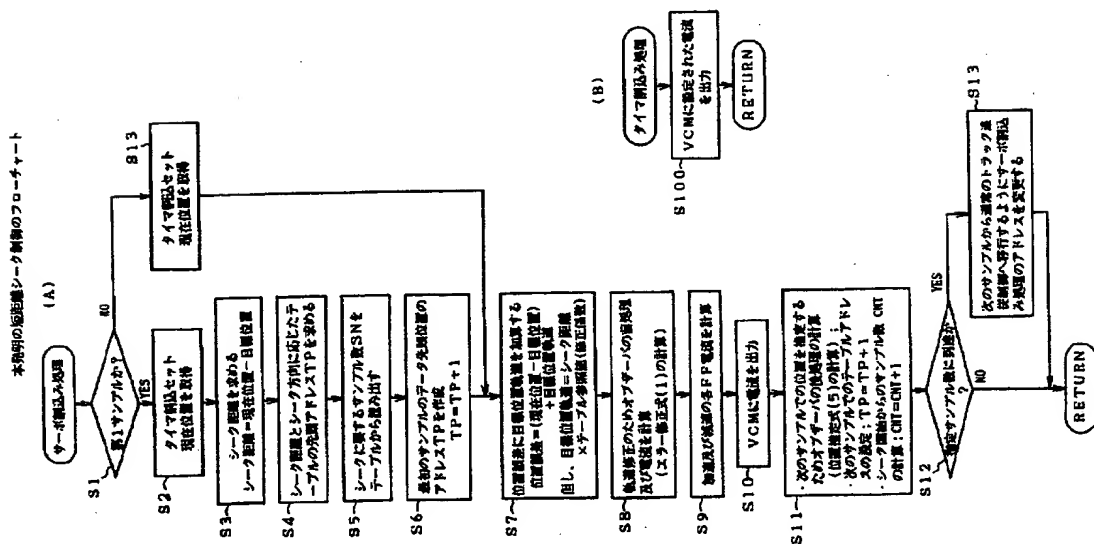 本発明の短距離シーク制御のフローチャート
(A)
サーボ割込み処理
S1
第1サンプルか?
NO
YES
S13
タイマ割込セット
現在位置を取得
S2
タイマ割込セット
現在位置を取得
S3
シーク距離を求める
シーク距離=現在位置-目標位置
S4
シーク距離とシーク方向に応じたテ
ーブルの先頭アドレスTPを求める
S5
シークに要するサンプル数SNを
テーブルから読み出す
S6
最初のサンプルのデータ先頭位置の
アドレスTPを作成
TP=TP+1
S7
位置誤差に目標位置軌道を加算する
位置誤差=(現在位置-目標位置)
+目標位置軌道
但し、目標位置軌道=シーク距離
×テーブル参照値(修正係数)
S8
軌道修正のためオブザーバの前処理
及び電流を計算
(エラー修正式(1)の計算)
S9
加速及び減速の各FF電流を計算
S10
VCMに電流を出力
S11
・次のサンプルでの位置を推定する
ためオブザーバの後処理の計算
(位置推定式(5)の計算);
・次のサンプルでのテーブルアドレ
スの設定;TP=TP+1
・シーク開始からのサンプル数 CNT
の計算;CNT=CNT+1
S12
指定サンプル数に到達か
?
YES
NO
S13
次のサンプルから通常のトラック追
従制御へ移行するようにサーボ割込
み処理のアドレスを変更する
RETURN
(B)
タイマ割込み処理
S100
VCMに設定された電流
を出力
RETURN